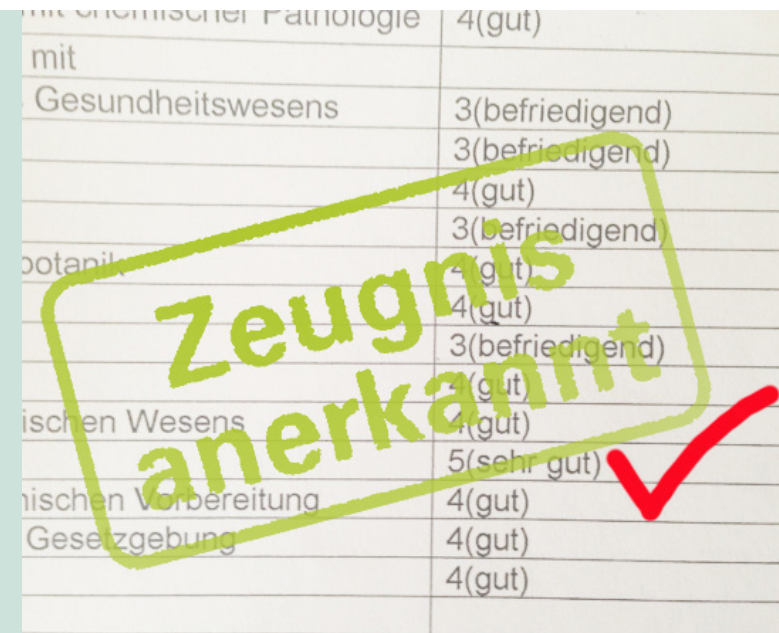 mit chemischer Pathologie 4(gut)
mit
Gesundheitswesens 3(befriedigend)
3(befriedigend)
4(gut)
3(befriedigend)
botanik 4(gut)
4(gut)
3(befriedigend)
4(gut)
ischen Wesens 4(gut)
5(sehr gut)
nischen Vorbereitung 4(gut)
Gesetzgebung 4(gut)
4(gut)
Zeugnis
anerkannt